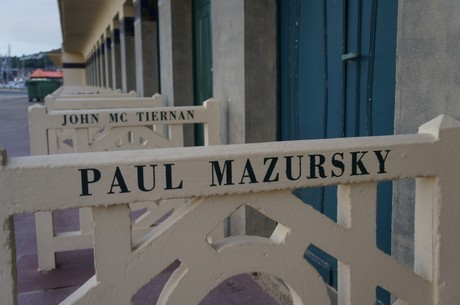 JOHN MC TIERNAN
PAUL MAZURSKY